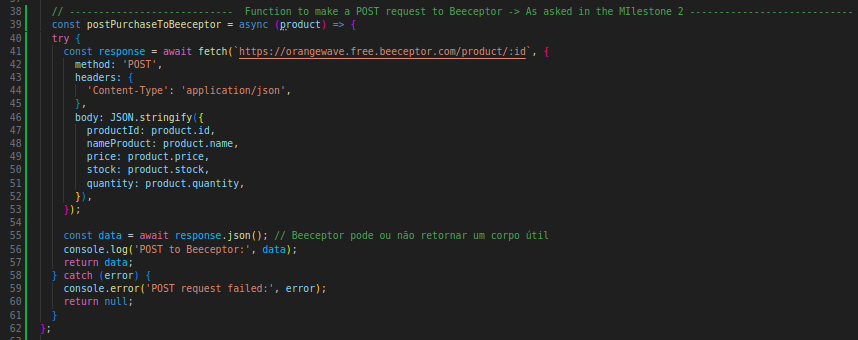 38 // ---------------------------- Function to make a POST request to Beeceptor -> As asked in the MIlestone 2 ----------------------------
39 const postPurchaseToBeeceptor = async (product) => {
40 try {
41 const response = await fetch(`https://orangewave.free.beeceptor.com/product/:id`, {
42 method: 'POST',
43 headers: {
44 'Content-Type': 'application/json',
45 },
46 body: JSON.stringify({
47 productId: product.id,
48 nameProduct: product.name,
49 price: product.price,
50 stock: product.stock,
51 quantity: product.quantity,
52 }),
53 });
54
55 const data = await response.json(); // Beeceptor pode ou não retornar um corpo útil
56 console.log('POST to Beeceptor:', data);
57 return data;
58 } catch (error) {
59 console.error('POST request failed:', error);
60 return null;
61 }
62 };